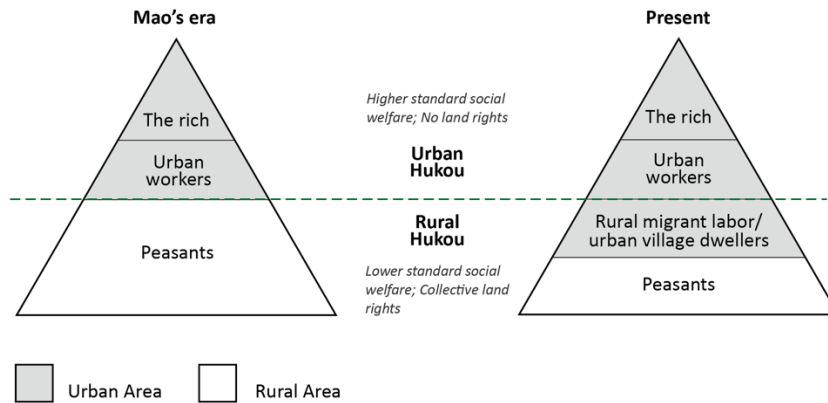 Mao's era
Present
The rich
Urban
workers
Peasants
Higher standard social
welfare; No land rights
Urban
Hukou
Rural
Hukou
Lower standard social
welfare; Collective land
rights
The rich
Urban
workers
Rural migrant labor/
urban village dwellers
Peasants
Urban Area
Rural Area